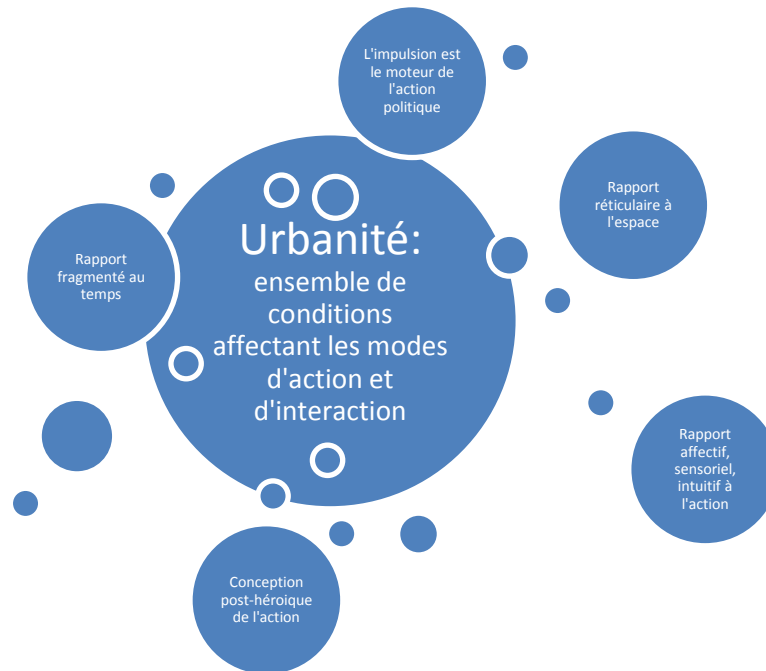 L'impulsion est
le moteur de
l'action
politique
Rapport
réticulaire à
l'espace
Urbanité:
ensemble de
conditions
affectant les modes
d'action et
d'interaction
Rapport
fragmenté au
temps
Rapport
affectif,
sensoriel,
intuitif à
l'action
Conception
post-héroique
de l'action